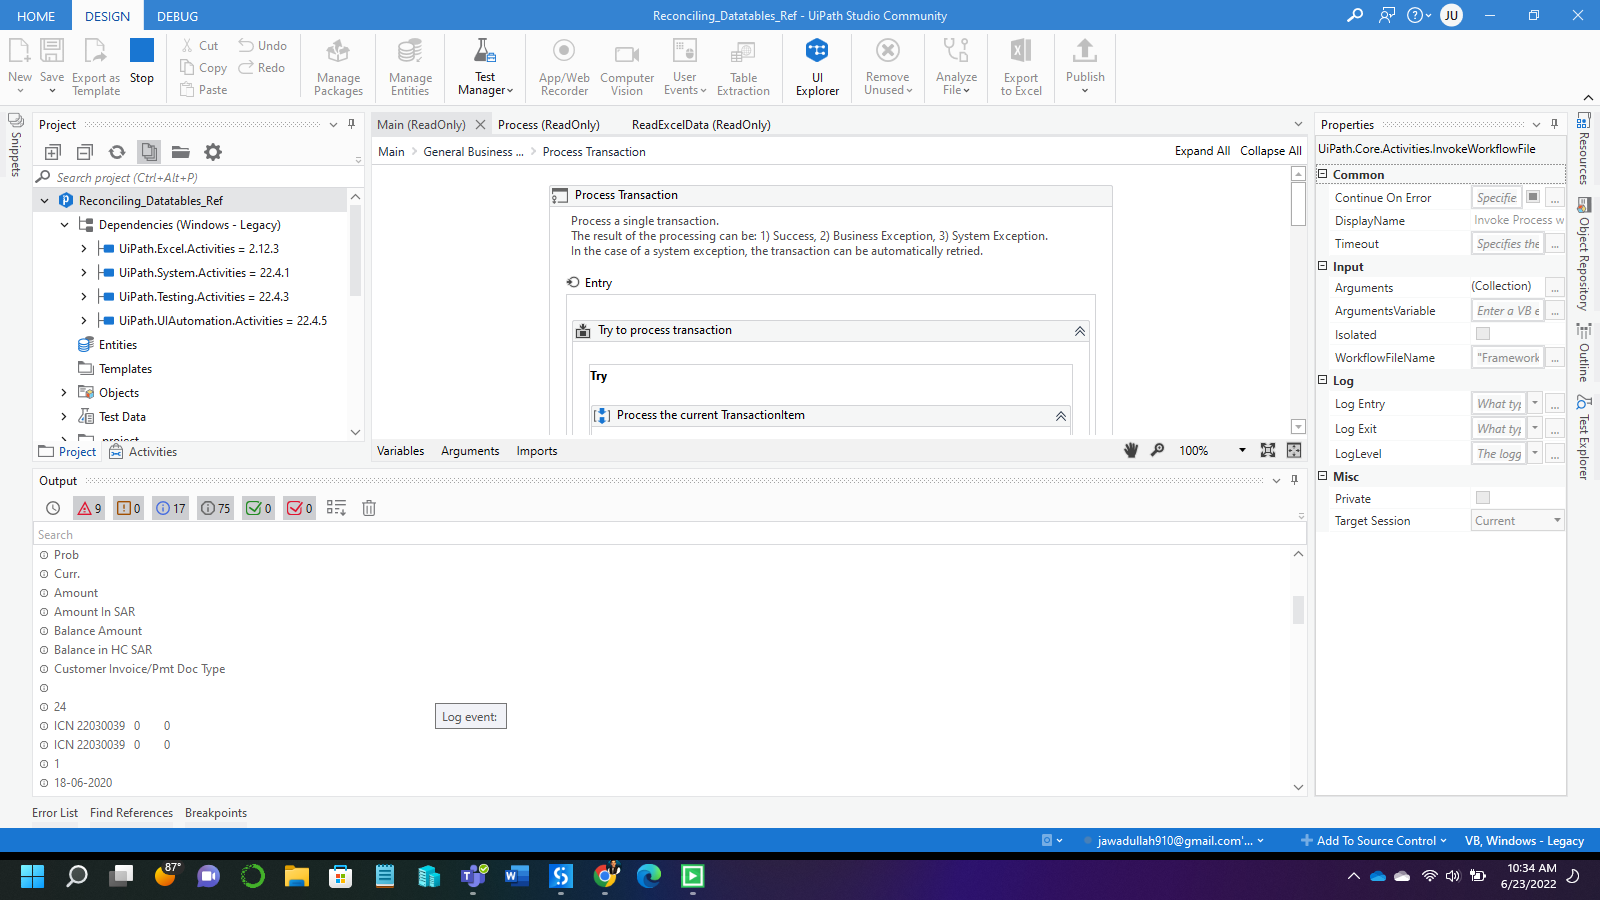 HOME DESIGN DEBUG
Reconciling_Datatables_Ref - UiPath Studio Community
JU
New Save Export as Template Stop
Cut Copy Paste Undo Redo
Manage Packages
Manage Entities
Test Manager
App/Web Recorder
Computer Vision
User Events
Table Extraction
UI Explorer
Remove Unused
Analyze File
Export to Excel
Publish
Snippets
Project
Search project (Ctrl+Alt+P)
Reconciling_Datatables_Ref
Dependencies (Windows - Legacy)
UiPath.Excel.Activities = 2.12.3
UiPath.System.Activities = 22.4.1
UiPath.Testing.Activities = 22.4.3
UiPath.UIAutomation.Activities = 22.4.5
Entities
Templates
Objects
Test Data
.project
Project Activities
Main (ReadOnly) Process (ReadOnly) ReadExcelData (ReadOnly)
Main General Business ... Process Transaction
Expand All Collapse All
Process Transaction
Process a single transaction.
The result of the processing can be: 1) Success, 2) Business Exception, 3) System Exception.
In the case of a system exception, the transaction can be automatically retried.
Entry
Try to process transaction
Try
Process the current TransactionItem
Variables Arguments Imports
100%
Properties
UiPath.Core.Activities.InvokeWorkflowFile
Common
Continue On Error Specifie ...
DisplayName Invoke Process w
Timeout Specifies the ...
Input
Arguments (Collection) ...
ArgumentsVariable Enter a VB e ...
Isolated
WorkflowFileName "Framework ...
Log
Log Entry What typ ...
Log Exit What typ ...
LogLevel The logg ...
Misc
Private
Target Session Current
Resources
Object Repository
Outline
Test Explorer
Output
9 0 17 75 0 0
Search
Prob
Curr.
Amount
Amount In SAR
Balance Amount
Balance in HC SAR
Customer Invoice/Pmt Doc Type
24
ICN 22030039 0 0
ICN 22030039 0 0
1
18-06-2020
Log event:
Error List Find References Breakpoints
jawadullah910@gmail.com'... Add To Source Control VB, Windows - Legacy
87°
10:34 AM
6/23/2022